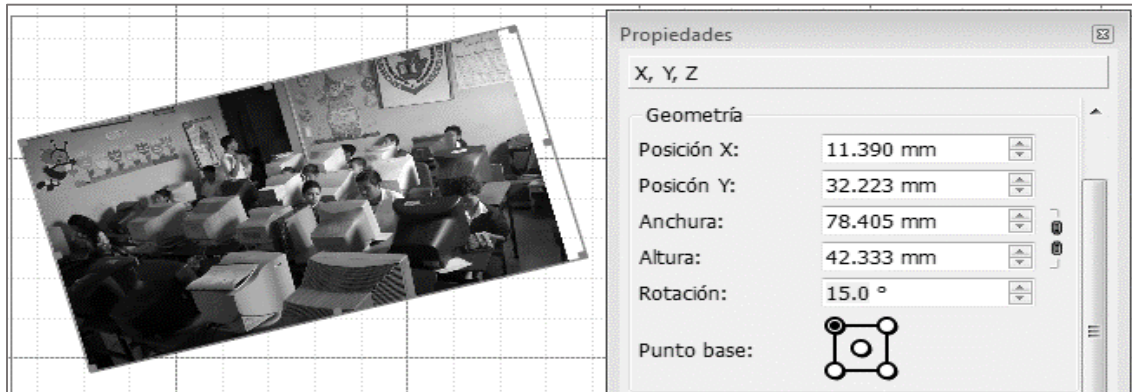 Propiedades
X, Y, Z
Geometría
Posición X: 11.390 mm
Posicón Y: 32.223 mm
Anchura: 78.405 mm
Altura: 42.333 mm
Rotación: 15.0 °
Punto base: